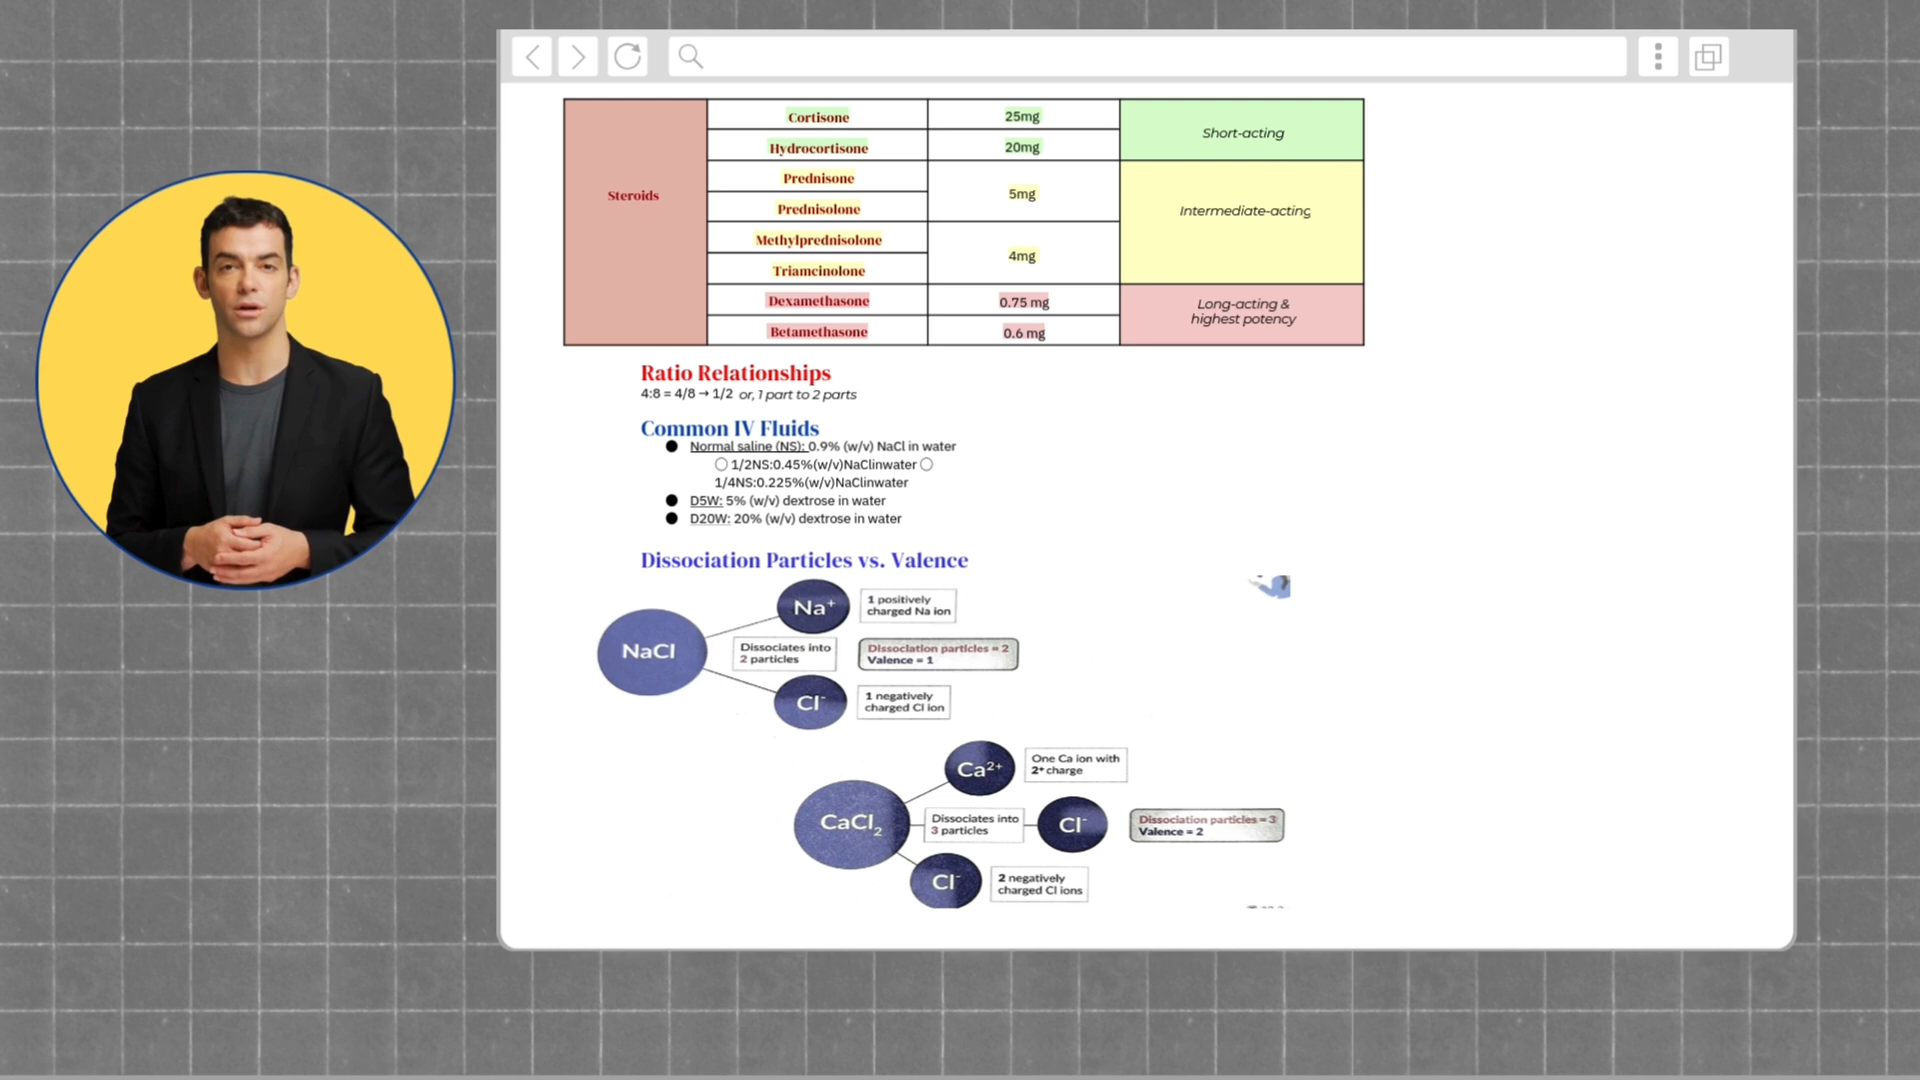 Steroids
Cortisone 25mg
Short-acting
Hydrocortisone 20mg
Prednisone
5mg
Prednisolone
Intermediate-acting
Methylprednisolone
4mg
Triamcinolone
Dexamethasone 0.75 mg
Long-acting &
highest potency
Betamethasone 0.6 mg
Ratio Relationships
4:8 = 4/8 → 1/2 or, 1 part to 2 parts
Common IV Fluids
● Normal saline (NS): 0.9% (w/v) NaCl in water
○ 1/2NS:0.45%(w/v)NaClinwater ○
1/4NS:0.225%(w/v)NaClinwater
● D5W: 5% (w/v) dextrose in water
● D20W: 20% (w/v) dextrose in water
Dissociation Particles vs. Valence
Na+
1 positively
charged Na ion
NaCl
Dissociates into
2 particles
Dissociation particles = 2
Valence = 1
Cl-
1 negatively
charged Cl ion
Ca2+
One Ca ion with
2+ charge
CaCl2
Dissociates into
3 particles
Cl-
Dissociation particles = 3
Valence = 2
Cl-
2 negatively
charged Cl ions